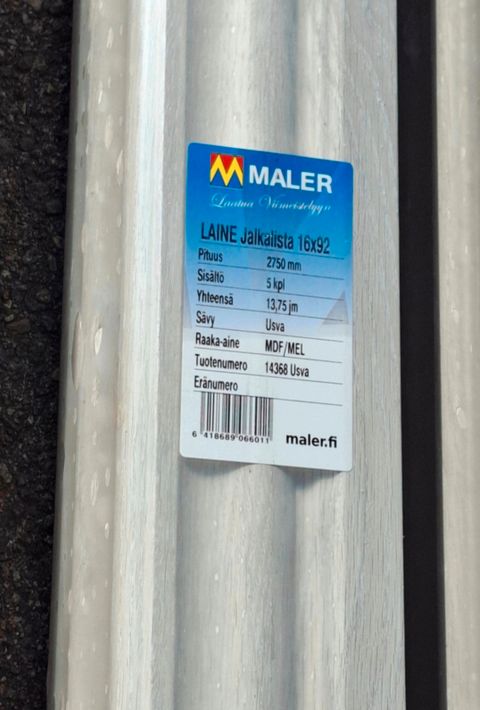 MALER
Laatua Viimeistelyyn
LAINE Jalkalista 16x92
Pituus 2750 mm
Sisältö 5 kpl
Yhteensä 13,75 jm
Sävy Usva
Raaka-aine MDF/MEL
Tuotenumero 14368 Usva
Eränumero
6 418689 066011
maler.fi